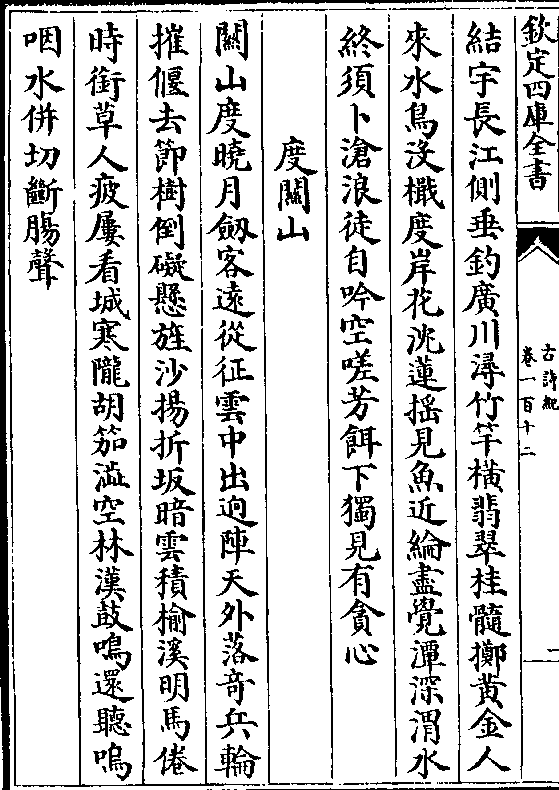 欽定四庫全書
古詩紀
卷一百十二
結宇長江側垂釣廣川潯竹竿横翡翠桂髓擲黄金人
來水鳥没檝度岸花沈蓮摇見魚近綸盡覺潭深渭水
終須卜滄浪徒自吟空嗟芳餌下獨見有貪心
度關山
關山度曉月劔客遠從征雲中出迥陣天外落竒兵輪
摧偃去節樹倒礙懸旌沙揚折坂暗雲積榆溪明馬倦
時銜草人疲屢看城寒隴胡笳澁空林漢鼓鳴還聽嗚
咽水併切斷腸聲